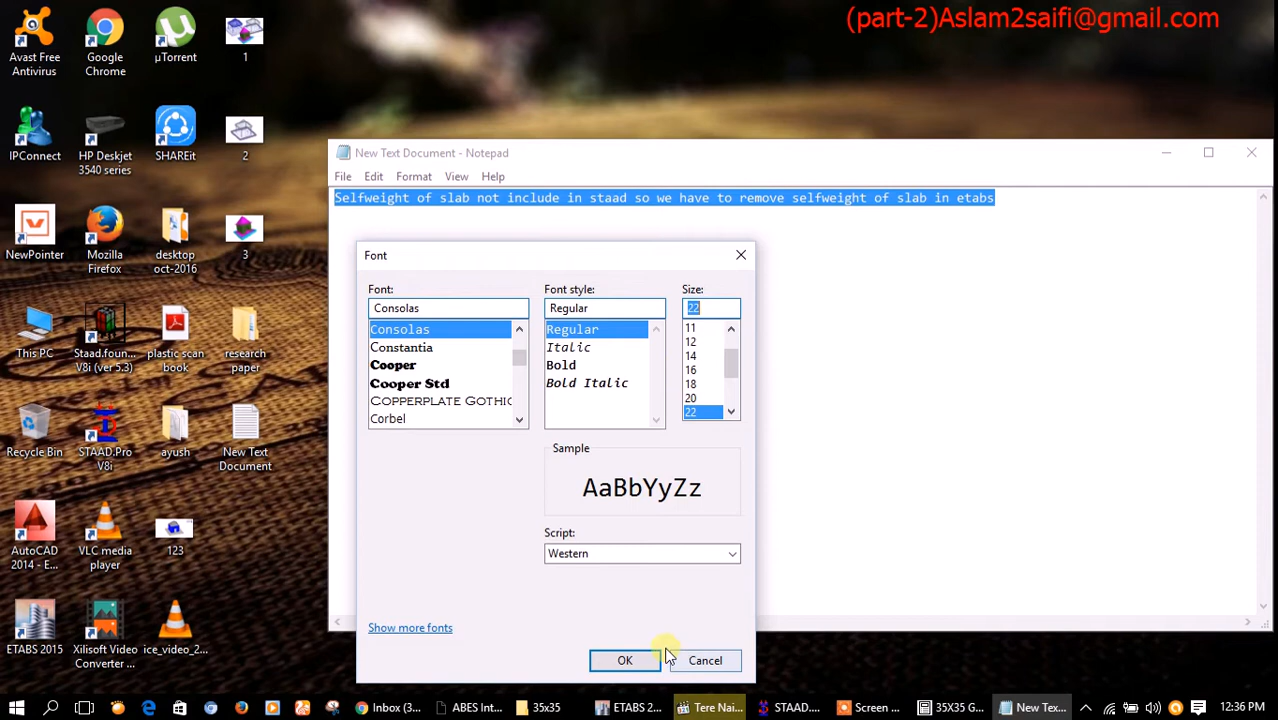 (part-2)Aslam2saifi@gmail.com
Avast Free
Antivirus
Google
Chrome
µTorrent
1
IPConnect
HP Deskjet
3540 series
SHAREit
2
NewPointer
Mozilla
Firefox
desktop
oct-2016
3
This PC
Staad.foun...
V8i (ver 5.3)
plastic scan
book
research
paper
Recycle Bin
STAAD.Pro
V8i
ayush
New Text
Document
AutoCAD
2014 - E...
VLC media
player
123
ETABS 2015
Xilisoft Video
Converter ...
ice_video_2...
New Text Document - Notepad
File Edit Format View Help
Selfweight of slab not include in staad so we have to remove selfweight of slab in etabs
Font
Font: Font style: Size:
Consolas Regular 22
Consolas
Constantia
Cooper
Cooper Std
COPPERPLATE GOTHIC
Corbel
Regular
Italic
Bold
Bold Italic
11
12
14
16
18
20
22
Sample
AaBbYyZz
Script:
Western
Show more fonts
OK Cancel
Inbox (3... ABES Int... 35x35 ETABS 2... Tere Nai... STAAD.... Screen ... 35X35 G... New Tex... 12:36 PM